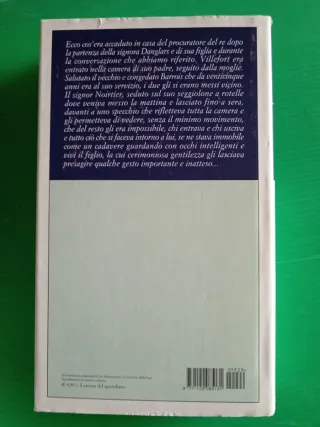 Ecco cos'era accaduto in casa del procuratore del re dopo
la partenza della signora Danglars e di sua figlia e durante
la conversazione che abbiamo riferito. Villefort era
entrato nella camera di suo padre, seguito dalla moglie.
Salutato il vecchio e congedato Barrois che da venticinque
anni era al suo servizio, i due gli si erano messi vicino.
Il signor Noirtier, seduto sul suo seggiolone a rotelle
dove veniva messo la mattina e lasciato fino a sera,
davanti a uno specchio che rifletteva tutta la camera e
gli permetteva di vedere, senza il minimo movimento,
che del resto gli era impossibile, chi entrava e chi usciva
e tutto ciò che si faceva intorno a lui, se ne stava immobile
come un cadavere guardando con occhi intelligenti e
vivi il figlio, la cui cerimoniosa gentilezza gli lasciava
presagire qualche gesto importante e inatteso...
€ 4,90 + il prezzo del quotidiano